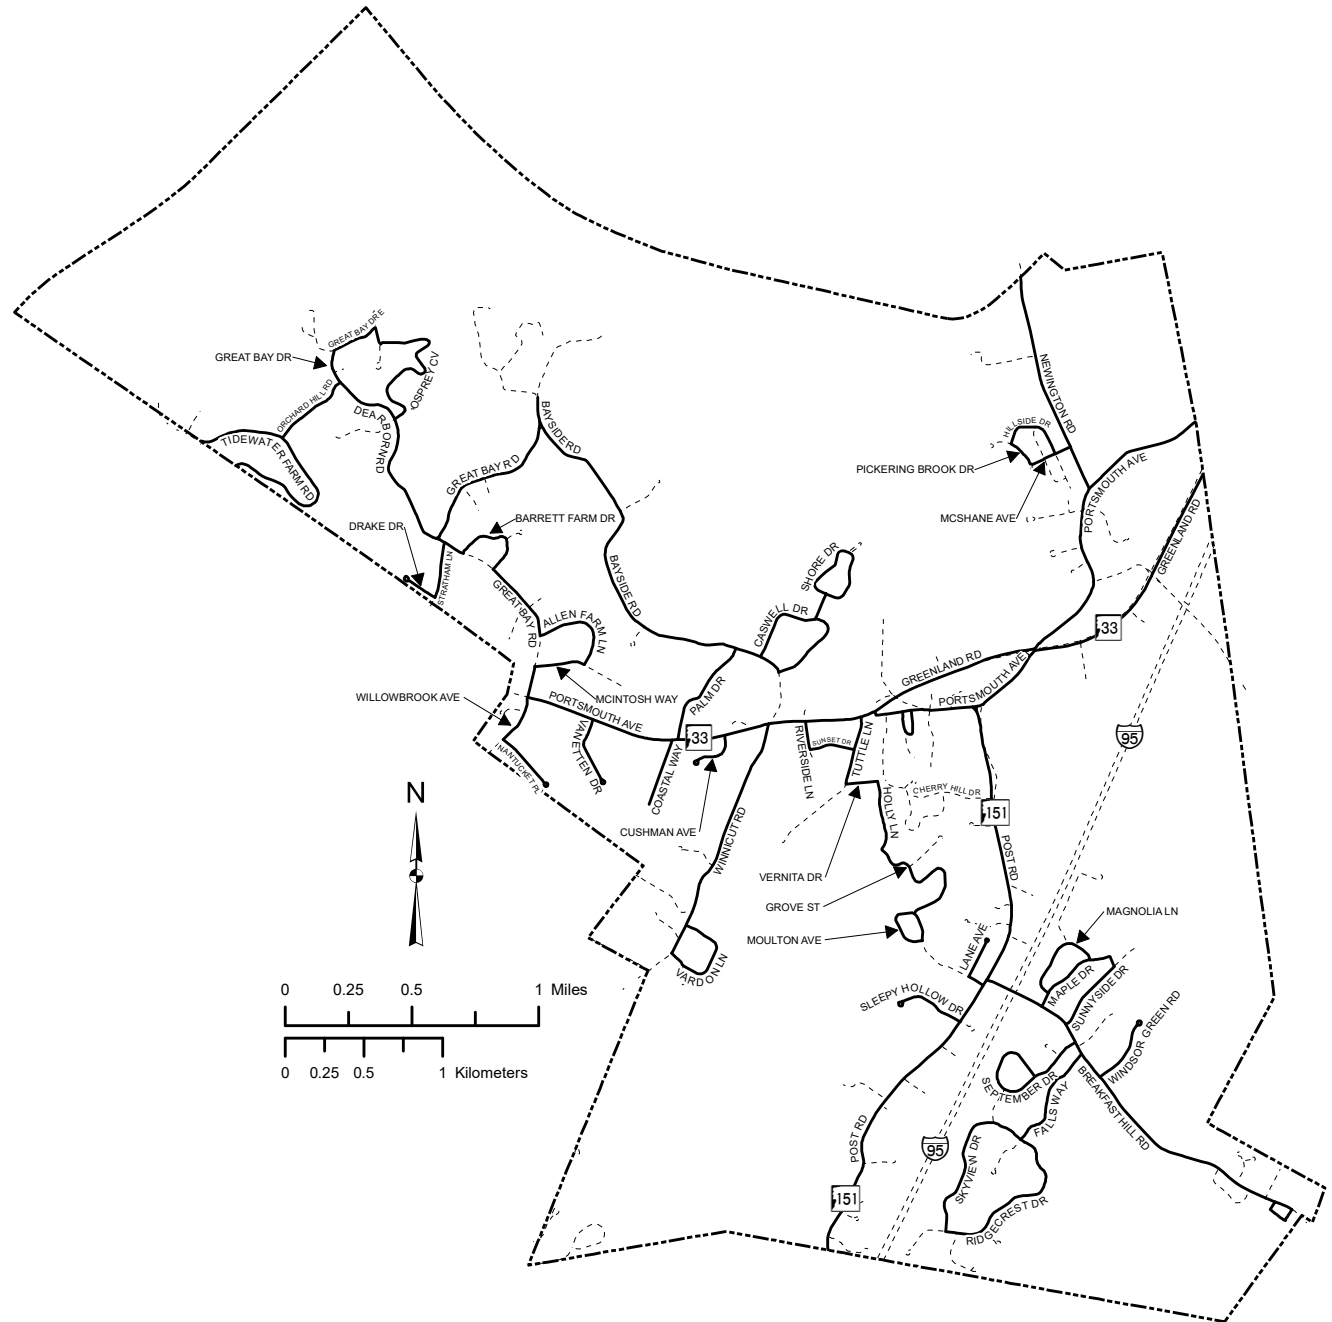 GREAT BAY DR E
GREAT BAY DR
OSPREY CV
ORCHARD HILL RD
DEARBORN RD
TIDEWATER FARM RD
BAYSIDE RD
GREAT BAY RD
NEWINGTON RD
HILLSIDE DR
PICKERING BROOK DR
PORTSMOUTH AVE
MCSHANE AVE
GREENLAND RD
DRAKE DR
BARRETT FARM DR
STRATHAM LN
GREAT BAY RD
BAYSIDE RD
SHORE DR
CASWELL DR
ALLEN FARM LN
33
GREENLAND RD
PORTSMOUTH AVE
WILLOWBROOK AVE
MCINTOSH WAY
PORTSMOUTH AVE
PALM DR
VANETTEN DR
NANTUCKET PL
33
COASTAL WAY
RIVERSIDE LN
SUNSET DR
TUTTLE LN
95
N
CUSHMAN AVE
WINNICUT RD
HOLLY LN
CHERRY HILL DR
151
POST RD
VERNITA DR
GROVE ST
MOULTON AVE
MAGNOLIA LN
LANE AVE
VARDON LN
MAPLE DR
SUNNYSIDE DR
SLEEPY HOLLOW DR
WINDSOR GREEN RD
0 0.25 0.5 1 Miles
0 0.25 0.5 1 Kilometers
SEPTEMBER DR
FALLS WAY
BREAKFAST HILL RD
POST RD
95
SKYVIEW DR
151
RIDGECREST DR